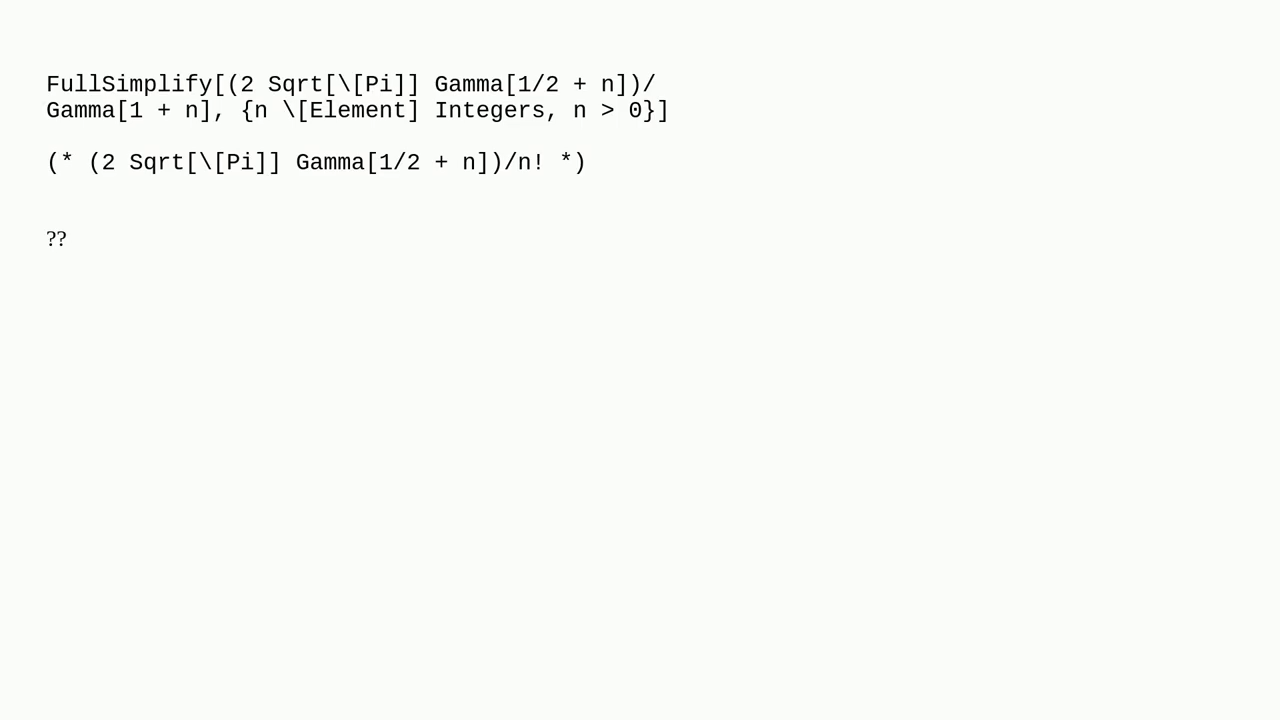 FullSimplify[(2 Sqrt[\[Pi]] Gamma[1/2 + n])/
Gamma[1 + n], {n \[Element] Integers, n > 0}]
(* (2 Sqrt[\[Pi]] Gamma[1/2 + n])/n! *)
??